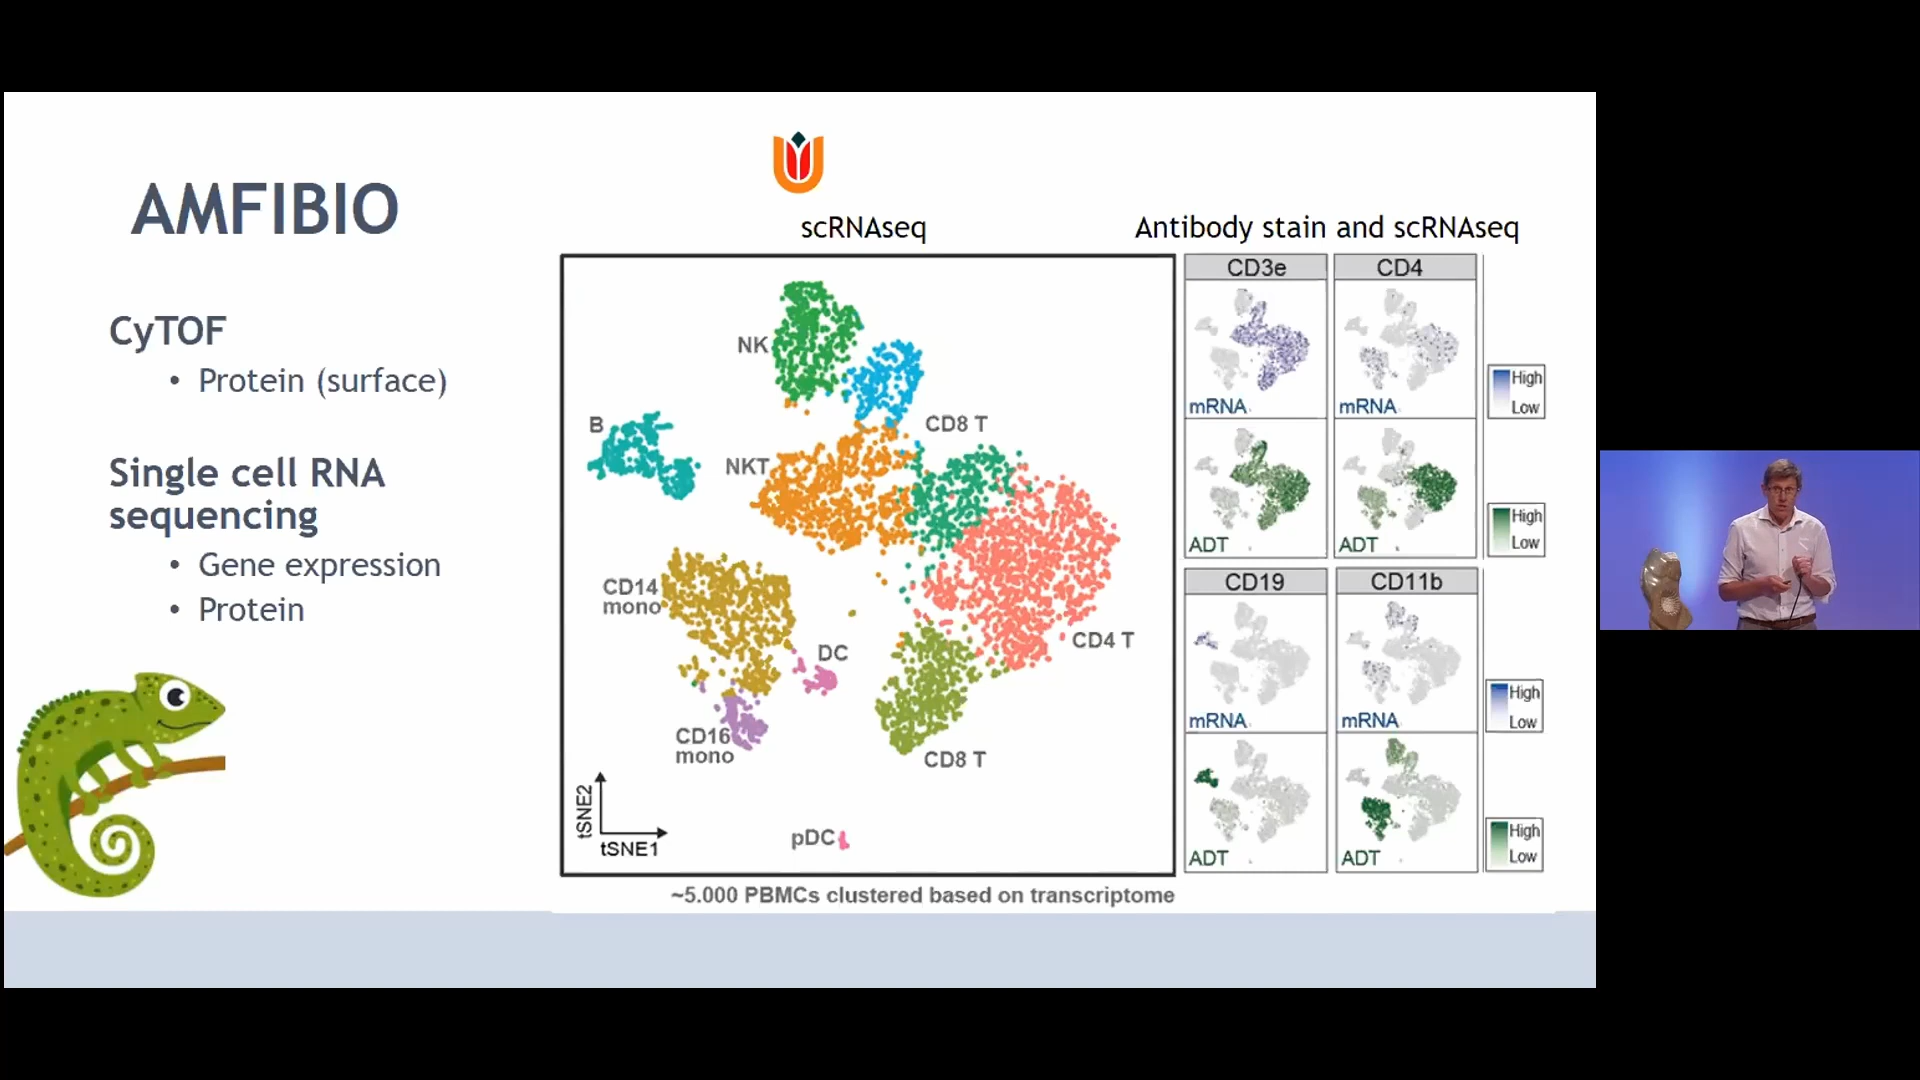 AMFIBIO
CyTOF
• Protein (surface)
Single cell RNA
sequencing
• Gene expression
• Protein
scRNAseq
NK
B
CD8 T
NKT
CD14
mono
DC
CD4 T
CD16
mono
CD8 T
tSNE2
tSNE1
pDC
~5.000 PBMCs clustered based on transcriptome
Antibody stain and scRNAseq
CD3e
CD4
mRNA
mRNA
High
Low
ADT
ADT
High
Low
CD19
CD11b
mRNA
mRNA
High
Low
ADT
ADT
High
Low